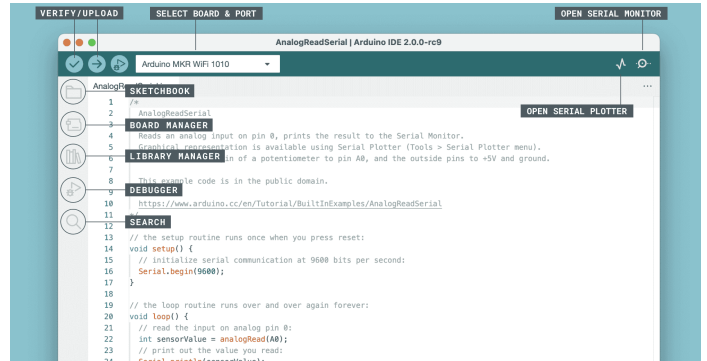 VERIFY/UPLOAD
SELECT BOARD & PORT
OPEN SERIAL MONITOR
AnalogReadSerial | Arduino IDE 2.0.0-rc9
Arduino MKR WiFi 1010
OPEN SERIAL PLOTTER
SKETCHBOOK
BOARD MANAGER
LIBRARY MANAGER
DEBUGGER
SEARCH
1 /*
2 AnalogReadSerial
3
4 Reads an analog input on pin 0, prints the result to the Serial Monitor.
5 Graphical representation is available using Serial Plotter (Tools > Serial Plotter menu).
6 in of a potentiometer to pin A0, and the outside pins to +5V and ground.
7
8 This example code is in the public domain.
9
10 https://www.arduino.cc/en/Tutorial/BuiltInExamples/AnalogReadSerial
11 */
12
13 // the setup routine runs once when you press reset:
14 void setup() {
15 // initialize serial communication at 9600 bits per second:
16 Serial.begin(9600);
17 }
18
19 // the loop routine runs over and over again forever:
20 void loop() {
21 // read the input on analog pin 0:
22 int sensorValue = analogRead(A0);
23 // print out the value you read: